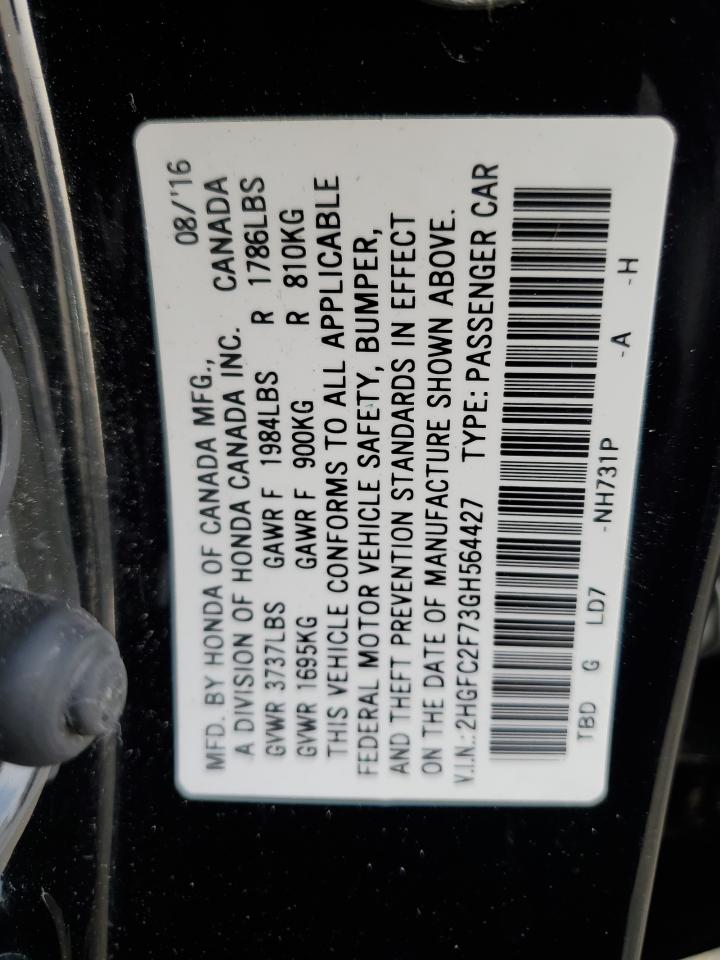 MFD. BY HONDA OF CANADA MFG., 08/'16
A DIVISION OF HONDA CANADA INC. CANADA
GVWR 3737LBS GAWR F 1984LBS R 1786LBS
GVWR 1695KG GAWR F 900KG R 810KG
THIS VEHICLE CONFORMS TO ALL APPLICABLE
FEDERAL MOTOR VEHICLE SAFETY, BUMPER,
AND THEFT PREVENTION STANDARDS IN EFFECT
ON THE DATE OF MANUFACTURE SHOWN ABOVE.
V.I.N.: 2HGFC2F73GH564427 TYPE: PASSENGER CAR
TBD G LD7 -NH731P -A -H